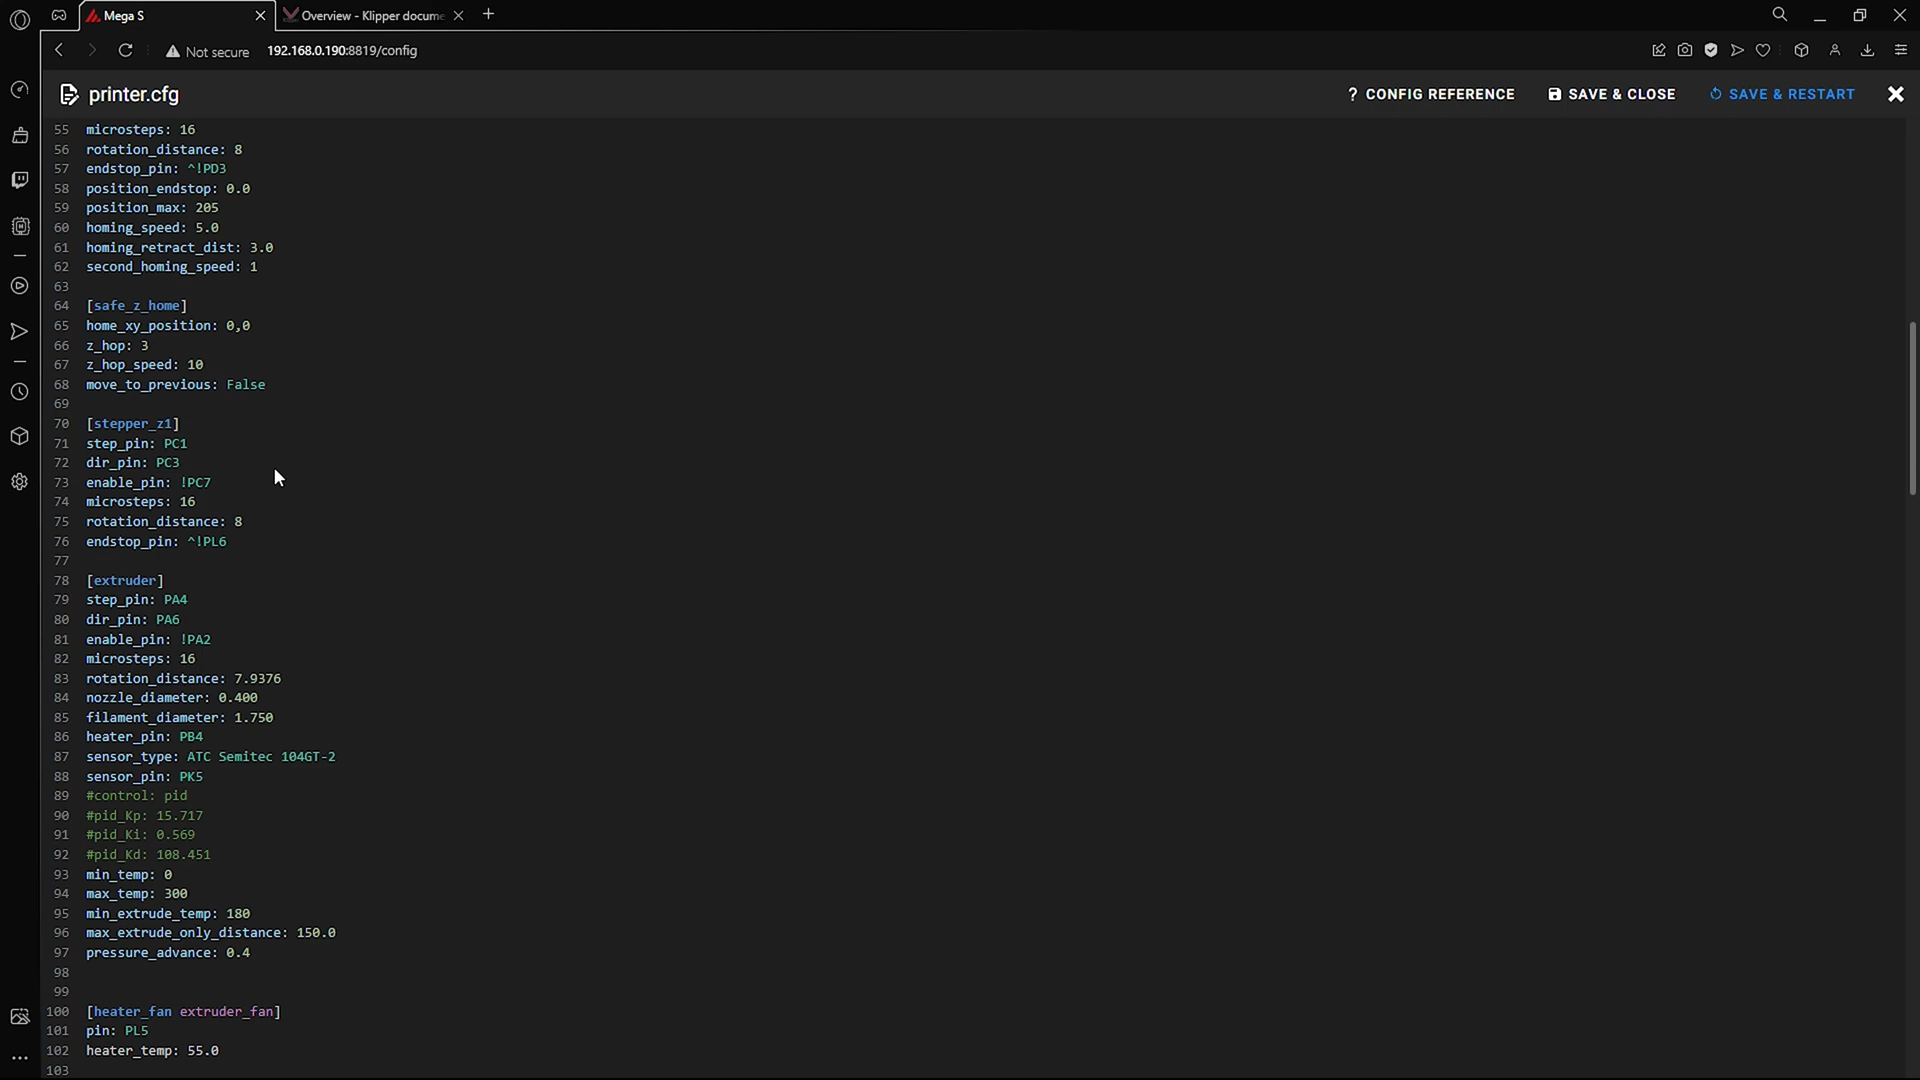 Mega S
Overview - Klipper docume
Not secure 192.168.0.190:8819/config
printer.cfg
? CONFIG REFERENCE
SAVE & CLOSE
SAVE & RESTART
55 microsteps: 16
56 rotation_distance: 8
57 endstop_pin: ^!PD3
58 position_endstop: 0.0
59 position_max: 205
60 homing_speed: 5.0
61 homing_retract_dist: 3.0
62 second_homing_speed: 1
63
64 [safe_z_home]
65 home_xy_position: 0,0
66 z_hop: 3
67 z_hop_speed: 10
68 move_to_previous: False
69
70 [stepper_z1]
71 step_pin: PC1
72 dir_pin: PC3
73 enable_pin: !PC7
74 microsteps: 16
75 rotation_distance: 8
76 endstop_pin: ^!PL6
77
78 [extruder]
79 step_pin: PA4
80 dir_pin: PA6
81 enable_pin: !PA2
82 microsteps: 16
83 rotation_distance: 7.9376
84 nozzle_diameter: 0.400
85 filament_diameter: 1.750
86 heater_pin: PB4
87 sensor_type: ATC Semitec 104GT-2
88 sensor_pin: PK5
89 #control: pid
90 #pid_Kp: 15.717
91 #pid_Ki: 0.569
92 #pid_Kd: 108.451
93 min_temp: 0
94 max_temp: 300
95 min_extrude_temp: 180
96 max_extrude_only_distance: 150.0
97 pressure_advance: 0.4
98
99
100 [heater_fan extruder_fan]
101 pin: PL5
102 heater_temp: 55.0
103